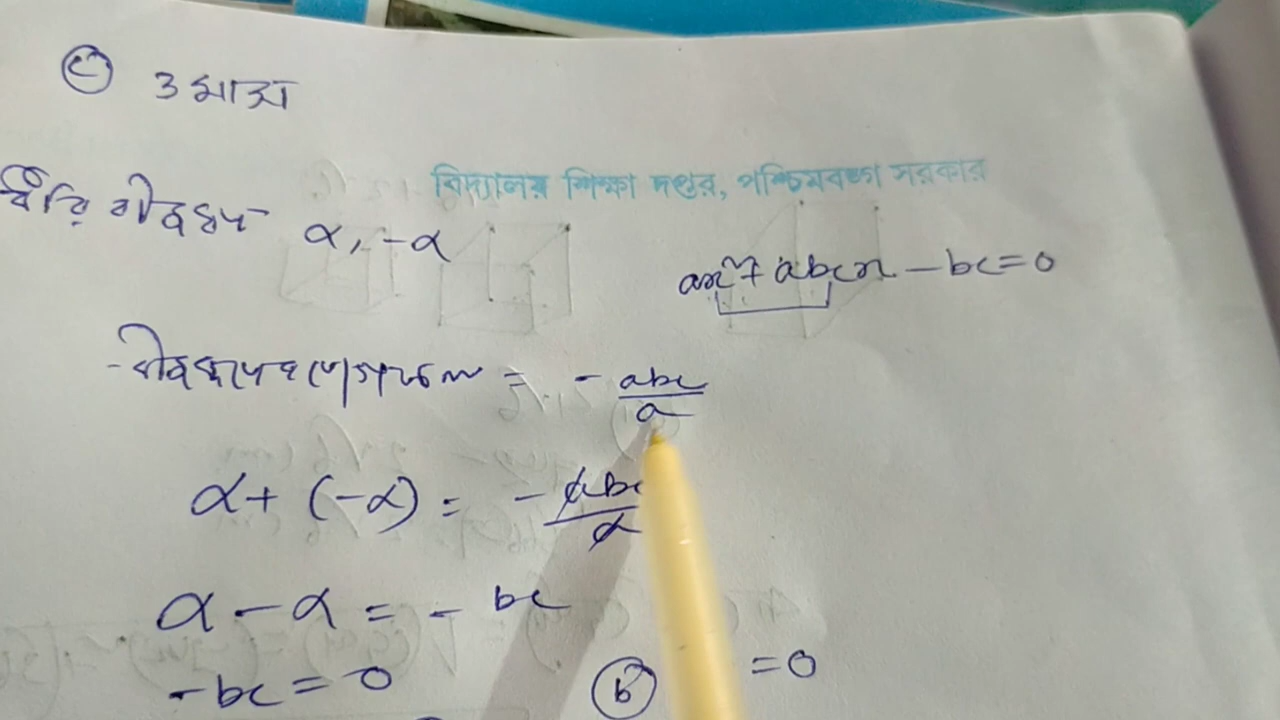 ৩ মাত্রা
বিদ্যালয় শিক্ষা দপ্তর, পশ্চিমবঙ্গ সরকার
ধরি বীজদ্বয় α, -α
ax²+abcx-bc=0
বীজদ্বয়ের যোগফল = - abc/a
α+(-α) = - abc/a
α-α = - bc
-bc=0
b =0